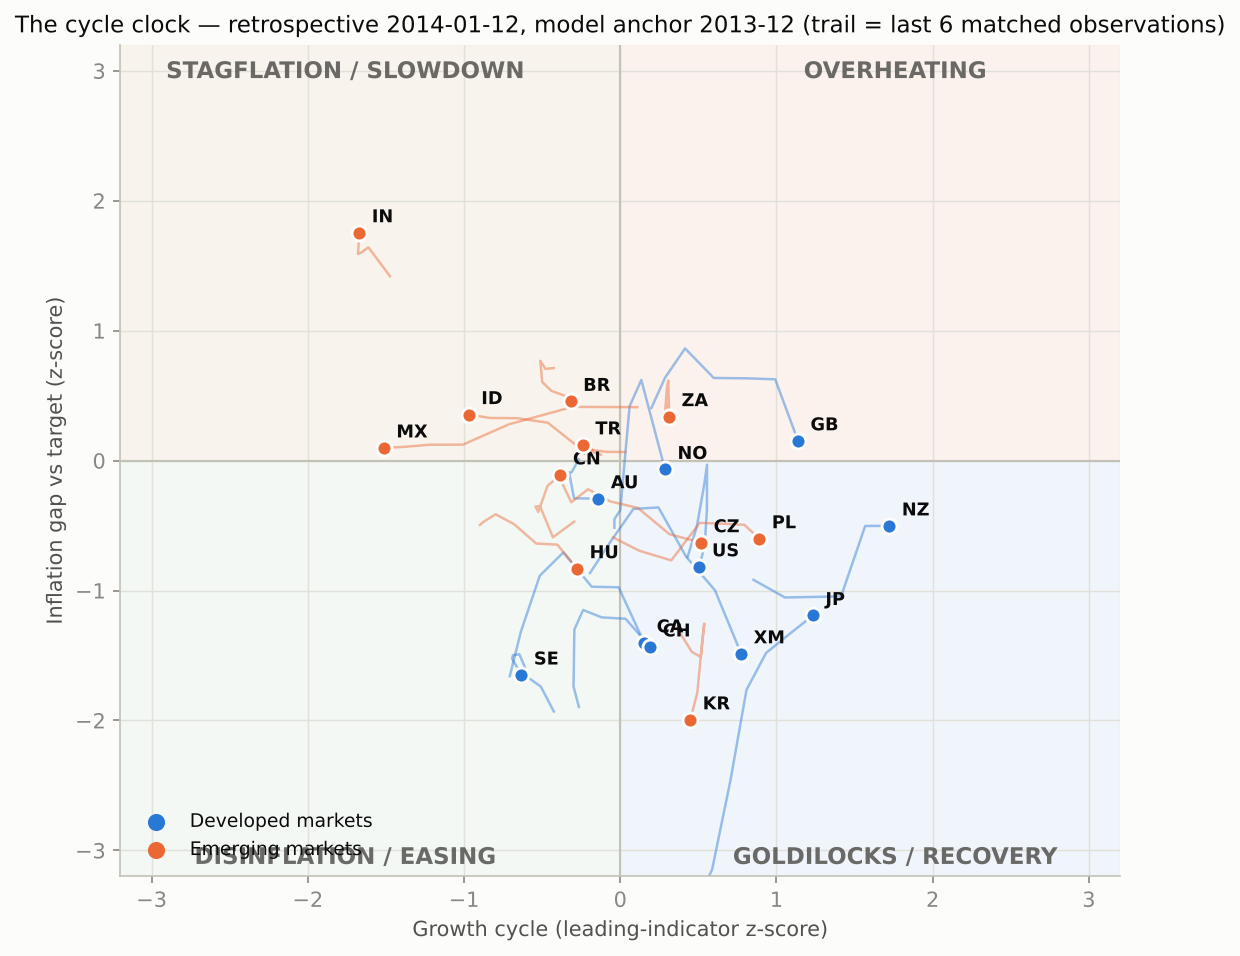 The cycle clock — retrospective 2014-01-12, model anchor 2013-12 (trail = last 6 matched observations)
STAGFLATION / SLOWDOWN
OVERHEATING
3
2
1
0
−1
−2
−3
Inflation gap vs target (z-score)
IN
BR
ID
ZA
MX
GB
TR
NO
CN
AU
NZ
PL
CZ
US
HU
JP
CA
CH
XM
SE
KR
Developed markets
Emerging markets
DISINFLATION / EASING
GOLDILOCKS / RECOVERY
−3
−2
−1
0
1
2
3
Growth cycle (leading-indicator z-score)